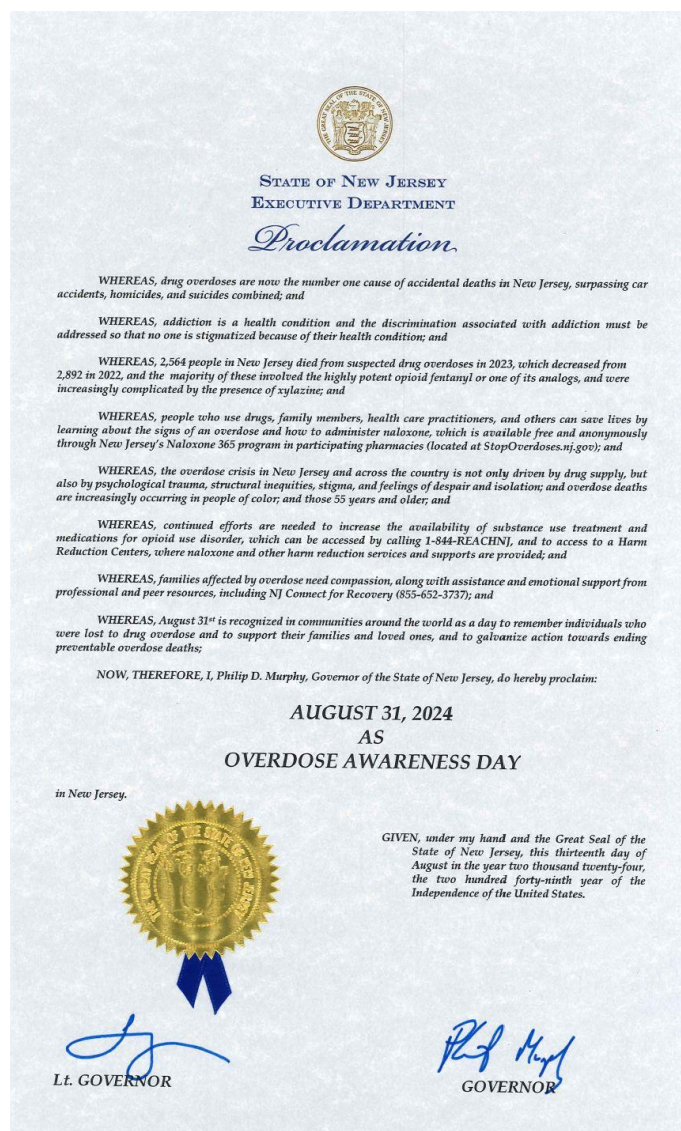 THE GREAT SEAL OF THE STATE OF NEW JERSEY
STATE OF NEW JERSEY
EXECUTIVE DEPARTMENT
Proclamation
WHEREAS, drug overdoses are now the number one cause of accidental deaths in New Jersey, surpassing car
accidents, homicides, and suicides combined; and
WHEREAS, addiction is a health condition and the discrimination associated with addiction must be
addressed so that no one is stigmatized because of their health condition; and
WHEREAS, 2,564 people in New Jersey died from suspected drug overdoses in 2023, which decreased from
2,892 in 2022, and the majority of these involved the highly potent opioid fentanyl or one of its analogs, and were
increasingly complicated by the presence of xylazine; and
WHEREAS, people who use drugs, family members, health care practitioners, and others can save lives by
learning about the signs of an overdose and how to administer naloxone, which is available free and anonymously
through New Jersey's Naloxone 365 program in participating pharmacies (located at StopOverdoses.nj.gov); and
WHEREAS, the overdose crisis in New Jersey and across the country is not only driven by drug supply, but
also by psychological trauma, structural inequities, stigma, and feelings of despair and isolation; and overdose deaths
are increasingly occurring in people of color; and those 55 years and older; and
WHEREAS, continued efforts are needed to increase the availability of substance use treatment and
medications for opioid use disorder, which can be accessed by calling 1-844-REACHNJ, and to access to a Harm
Reduction Centers, where naloxone and other harm reduction services and supports are provided; and
WHEREAS, families affected by overdose need compassion, along with assistance and emotional support from
professional and peer resources, including NJ Connect for Recovery (855-652-3737); and
WHEREAS, August 31st is recognized in communities around the world as a day to remember individuals who
were lost to drug overdose and to support their families and loved ones, and to galvanize action towards ending
preventable overdose deaths;
NOW, THEREFORE, I, Philip D. Murphy, Governor of the State of New Jersey, do hereby proclaim:
AUGUST 31, 2024
AS
OVERDOSE AWARENESS DAY
in New Jersey.
GIVEN, under my hand and the Great Seal of the
State of New Jersey, this thirteenth day of
August in the year two thousand twenty-four,
the two hundred forty-ninth year of the
Independence of the United States.
THE GREAT SEAL OF THE STATE OF NEW JERSEY
Lt. GOVERNOR
GOVERNOR